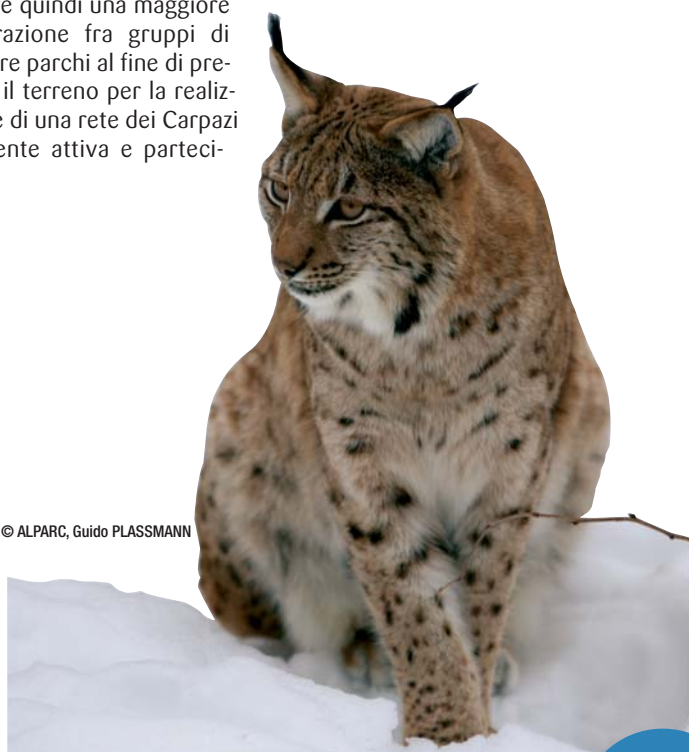 quindi una maggiore
razione fra gruppi di
re parchi al fine di pre-
il terreno per la realiz-
e di una rete dei Carpazi
ente attiva e parteci-
© ALPARC, Guido PLASSMANN